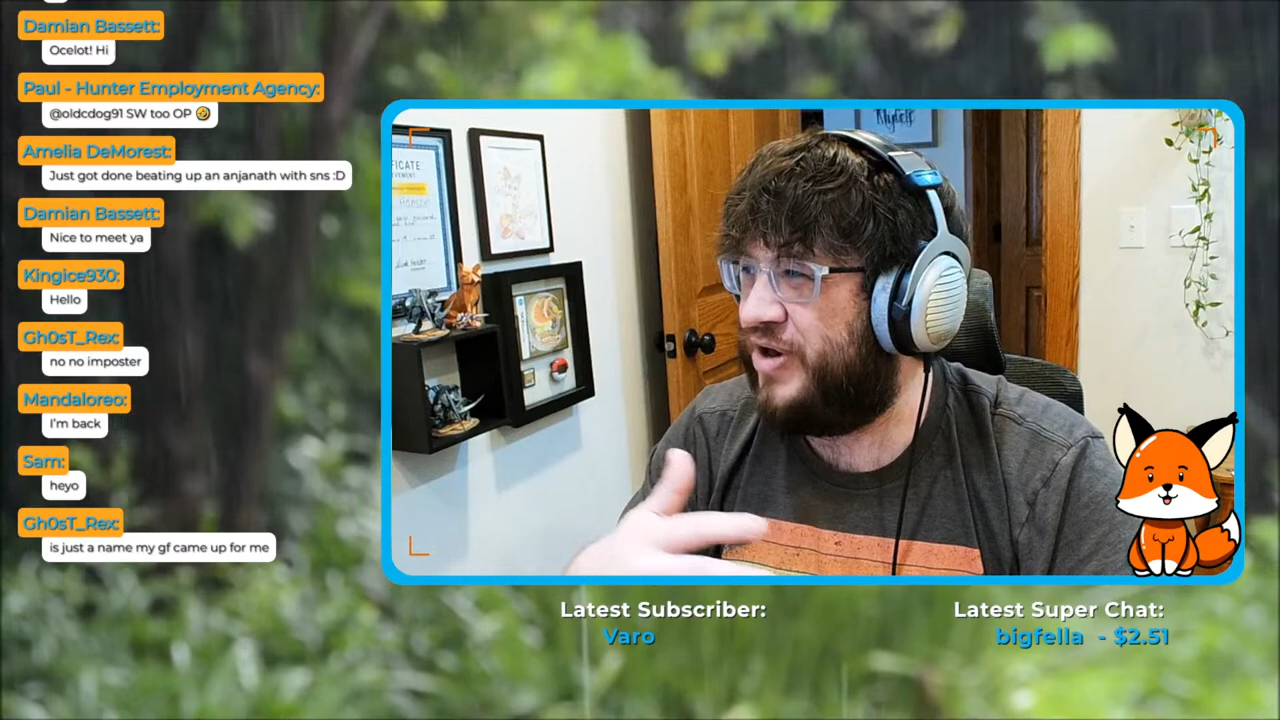 Damian Bassett:
Ocelot! Hi
Paul - Hunter Employment Agency:
@oldcdog91 SW too OP 🤣
Amelia DeMorest:
Just got done beating up an anjanath with sns :D
Damian Bassett:
Nice to meet ya
Kingice930:
Hello
Gh0sT_Rex:
no no imposter
Mandaloreo:
I'm back
Sam:
heyo
Gh0sT_Rex:
is just a name my gf came up for me
Latest Subscriber:
Varo
Latest Super Chat:
bigfella - $2.51